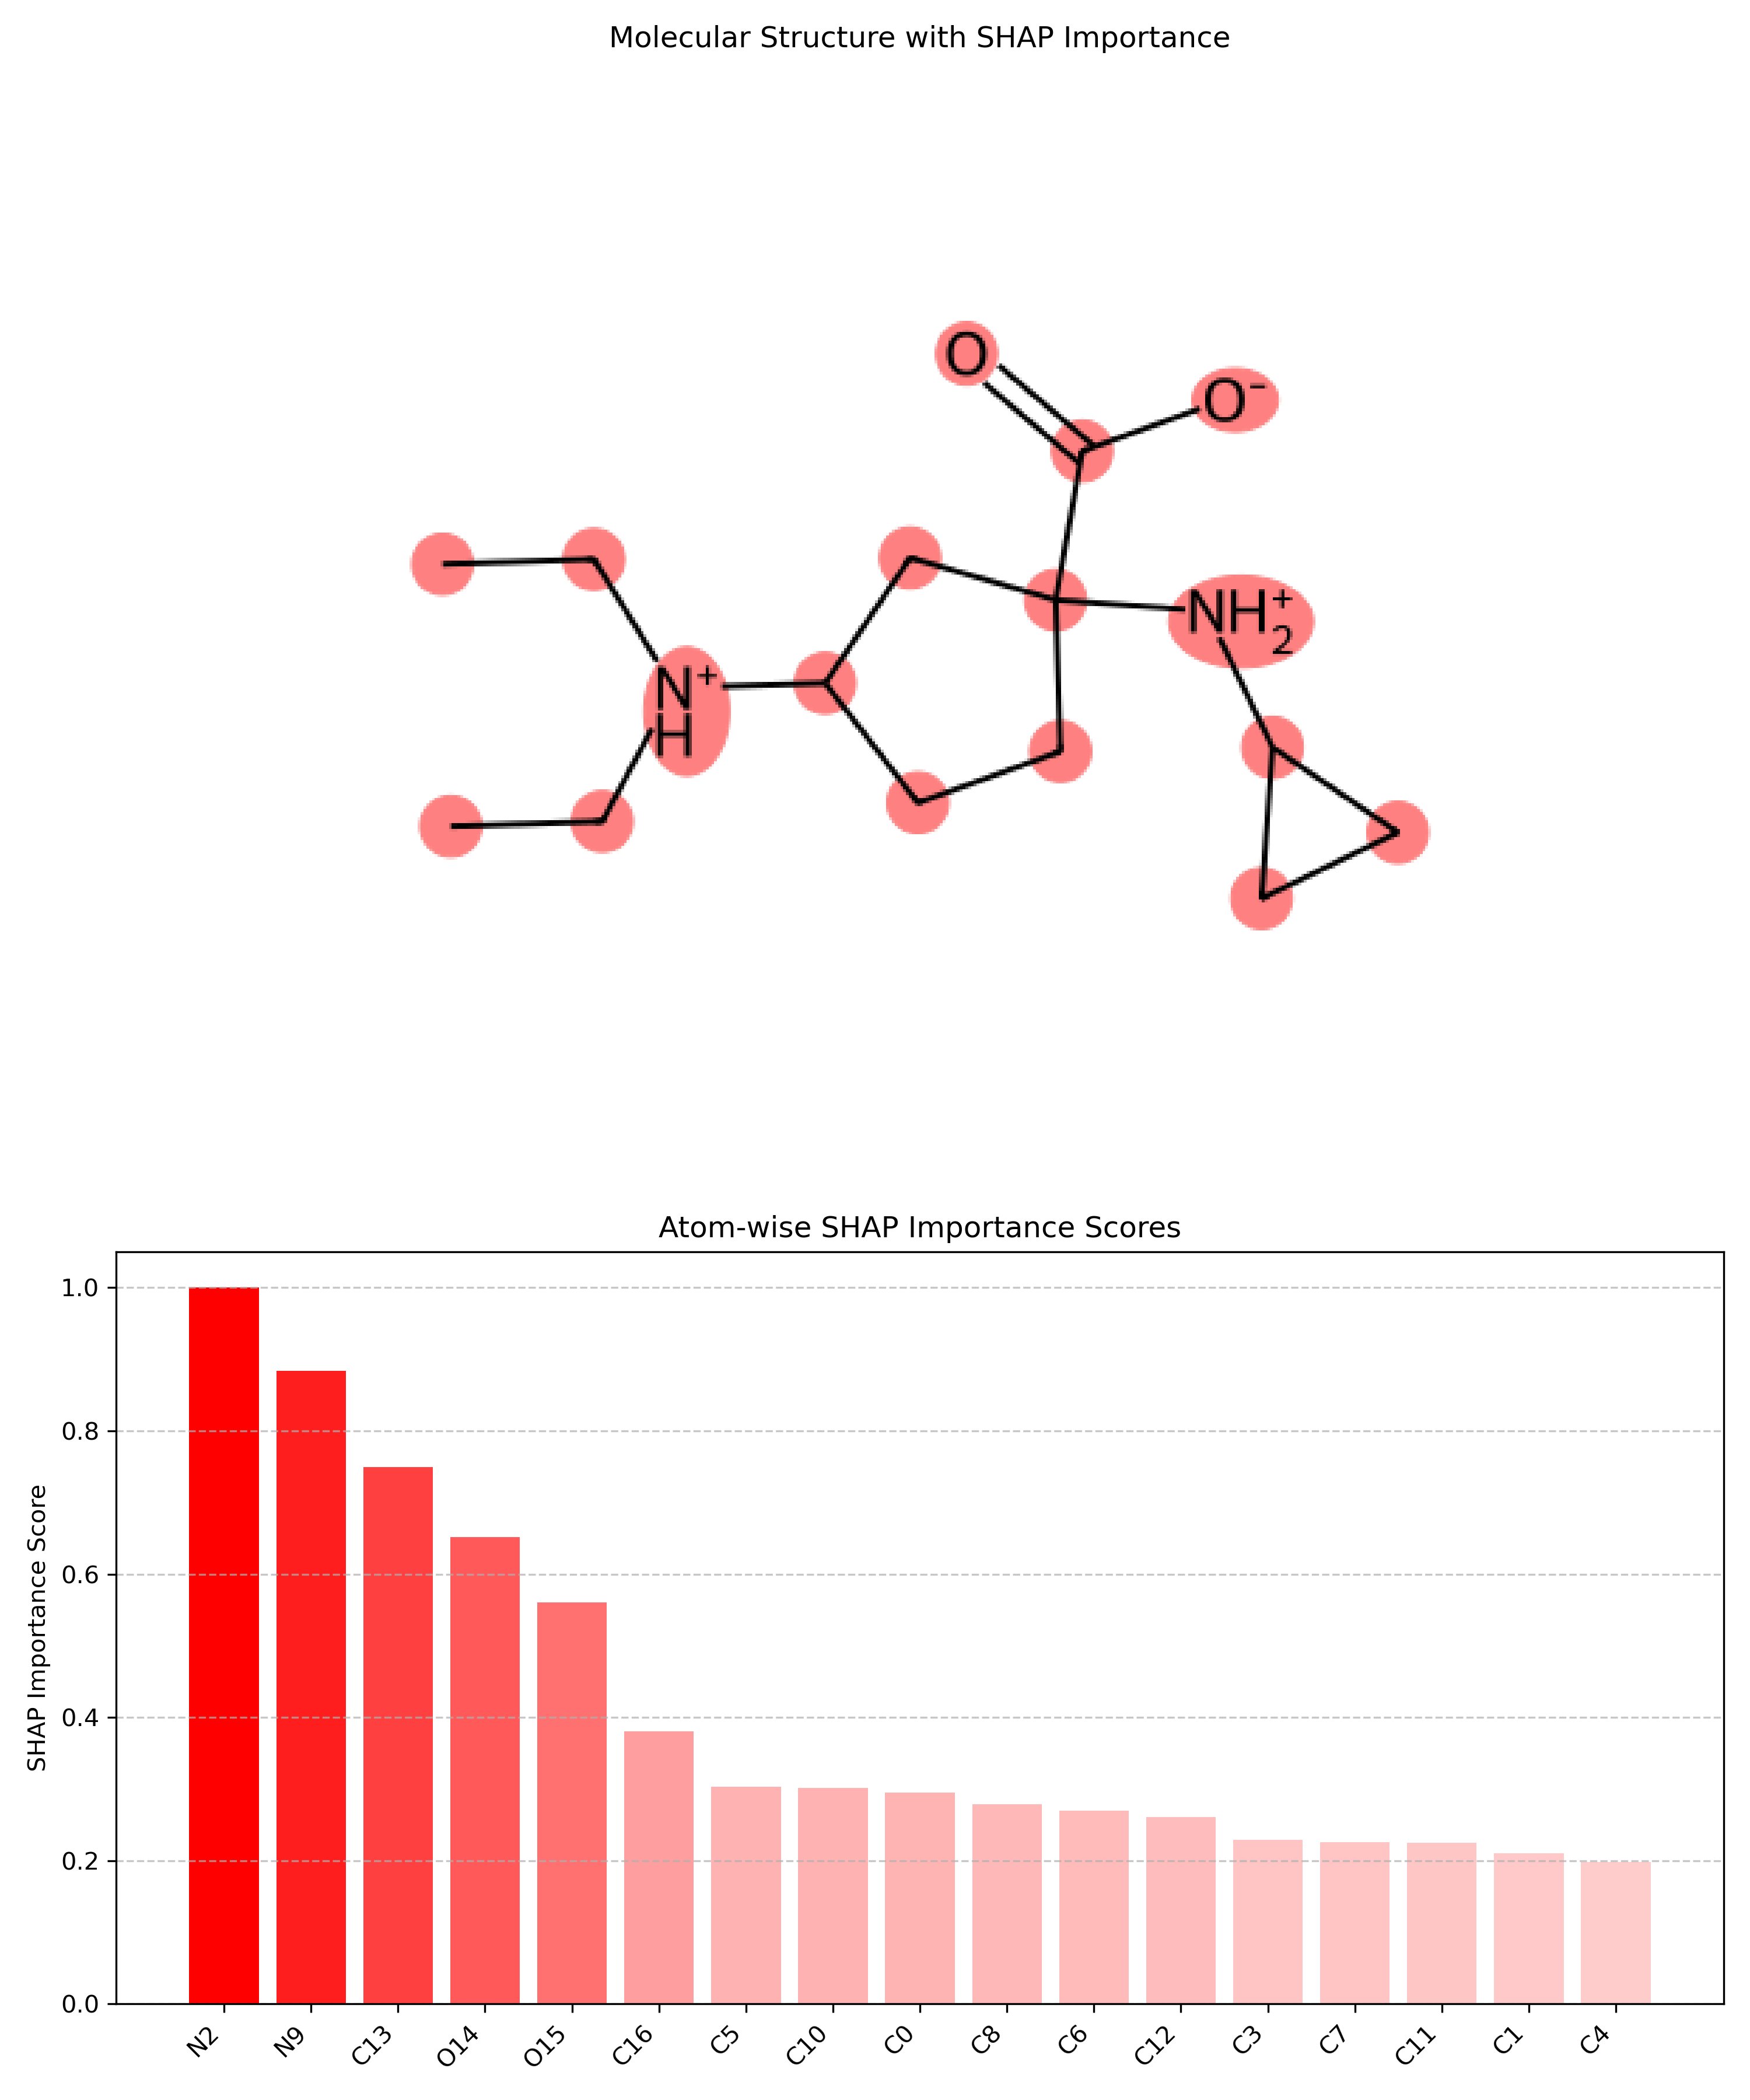 Molecular Structure with SHAP Importance
O
O⁻
NH₂⁺
N⁺
H
Atom-wise SHAP Importance Scores
SHAP Importance Score
1.0
0.8
0.6
0.4
0.2
0.0
N2 N9 C13 O14 O15 C16 C5 C10 C0 C8 C6 C12 C3 C7 C11 C1 C4